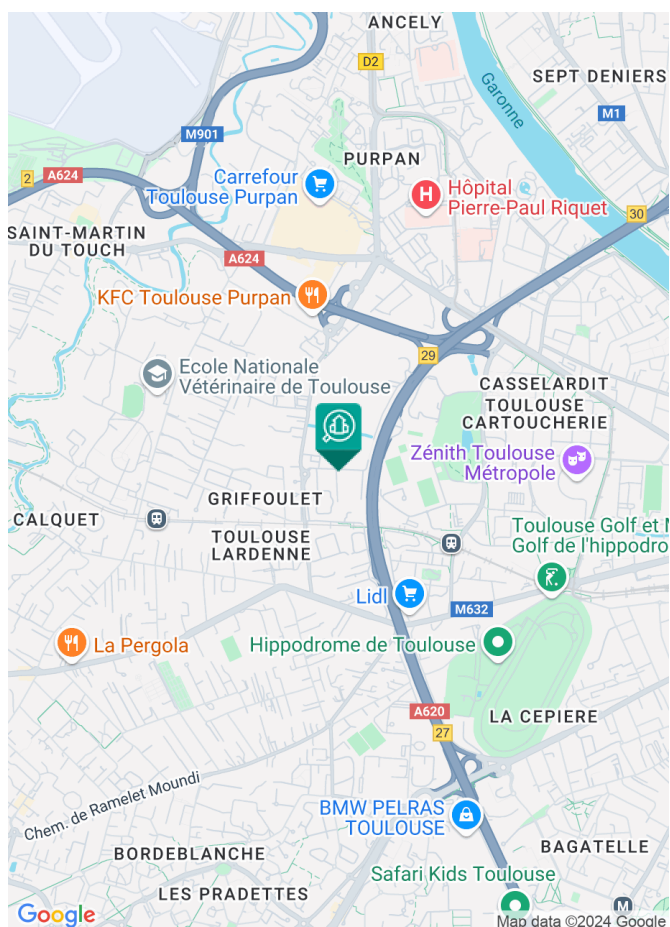 ANCELY
D2
SEPT DENIERS
Garonne
M1
M901
PURPAN
Carrefour
Toulouse Purpan
H
Hôpital
Pierre-Paul Riquet
2
A624
30
SAINT-MARTIN
DU TOUCH
A624
KFC Toulouse Purpan
29
Ecole Nationale
Vétérinaire de Toulouse
CASSELARDIT
TOULOUSE
CARTOUCHERIE
Zénith Toulouse
Métropole
GRIFFOULET
CALQUET
TOULOUSE
LARDENNE
Toulouse Golf et M
Golf de l'hippodro
Lidl
M632
La Pergola
Hippodrome de Toulouse
A620
LA CEPIERE
27
Chem. de Ramelet Moundi
BMW PELRAS
TOULOUSE
BORDEBLANCHE
BAGATELLE
Safari Kids Toulouse
LES PRADETTES
M
Google
Map data ©2024 Google